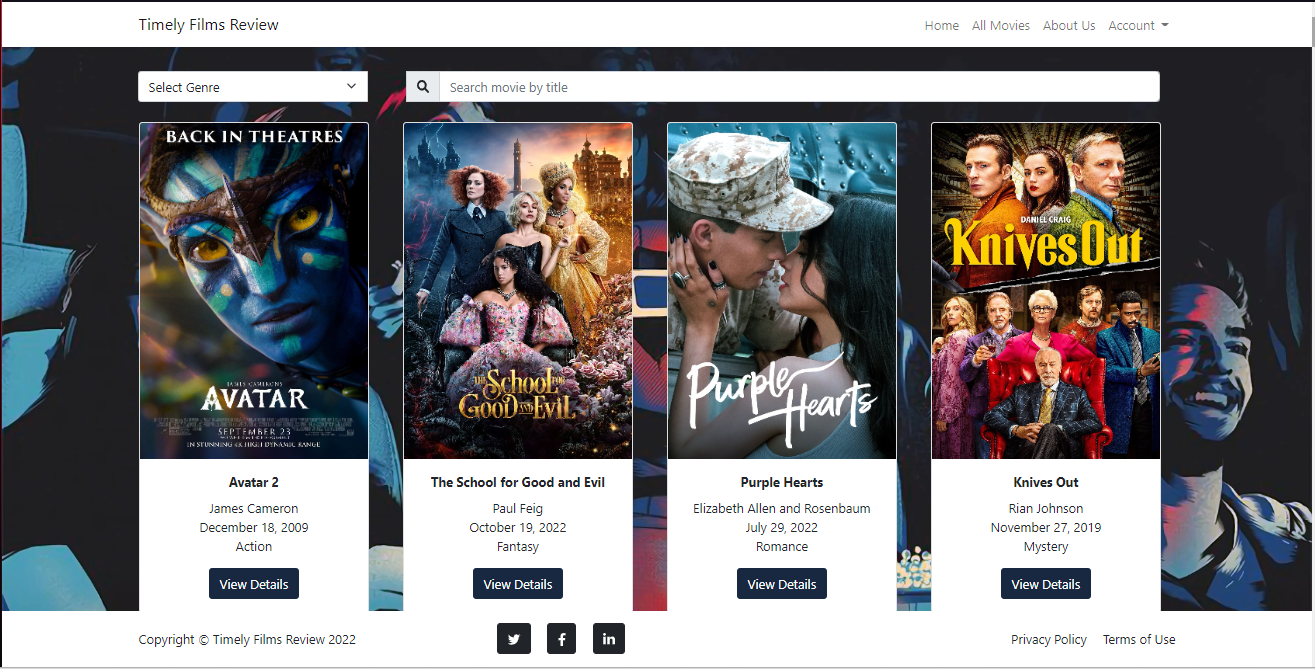 Timely Films Review
Home All Movies About Us Account
Select Genre
Search movie by title
BACK IN THEATRES
JAMES CAMERON'S
AVATAR
SEPTEMBER 23
IN STUNNING 4K HIGH DYNAMIC RANGE
THE School FOR
GOOD AND EVIL
Purple
Hearts
DANIEL CRAIG
Knives Out
Avatar 2
James Cameron
December 18, 2009
Action
View Details
The School for Good and Evil
Paul Feig
October 19, 2022
Fantasy
View Details
Purple Hearts
Elizabeth Allen and Rosenbaum
July 29, 2022
Romance
View Details
Knives Out
Rian Johnson
November 27, 2019
Mystery
View Details
Copyright © Timely Films Review 2022
Privacy Policy Terms of Use